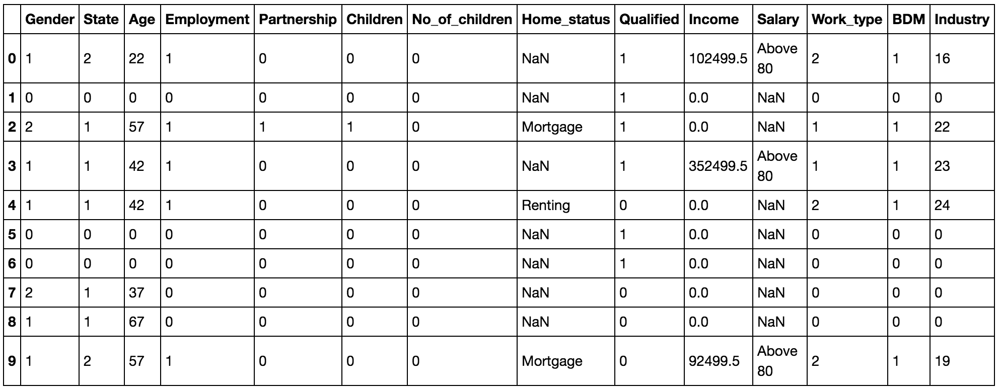 Gender State Age Employment Partnership Children No_of_children Home_status Qualified Income Salary Work_type BDM Industry
0 1 2 22 1 0 0 0 NaN 1 102499.5 Above 80 2 1 16
1 0 0 0 0 0 0 0 NaN 1 0.0 NaN 0 0 0
2 2 1 57 1 1 1 0 Mortgage 1 0.0 NaN 1 1 22
3 1 1 42 1 0 0 0 NaN 1 352499.5 Above 80 1 1 23
4 1 1 42 1 0 0 0 Renting 0 0.0 NaN 2 1 24
5 0 0 0 0 0 0 0 NaN 1 0.0 NaN 0 0 0
6 0 0 0 0 0 0 0 NaN 1 0.0 NaN 0 0 0
7 2 1 37 0 0 0 0 NaN 0 0.0 NaN 0 0 0
8 1 1 67 0 0 0 0 NaN 0 0.0 NaN 0 0 0
9 1 2 57 1 0 0 0 Mortgage 0 92499.5 Above 80 2 1 19